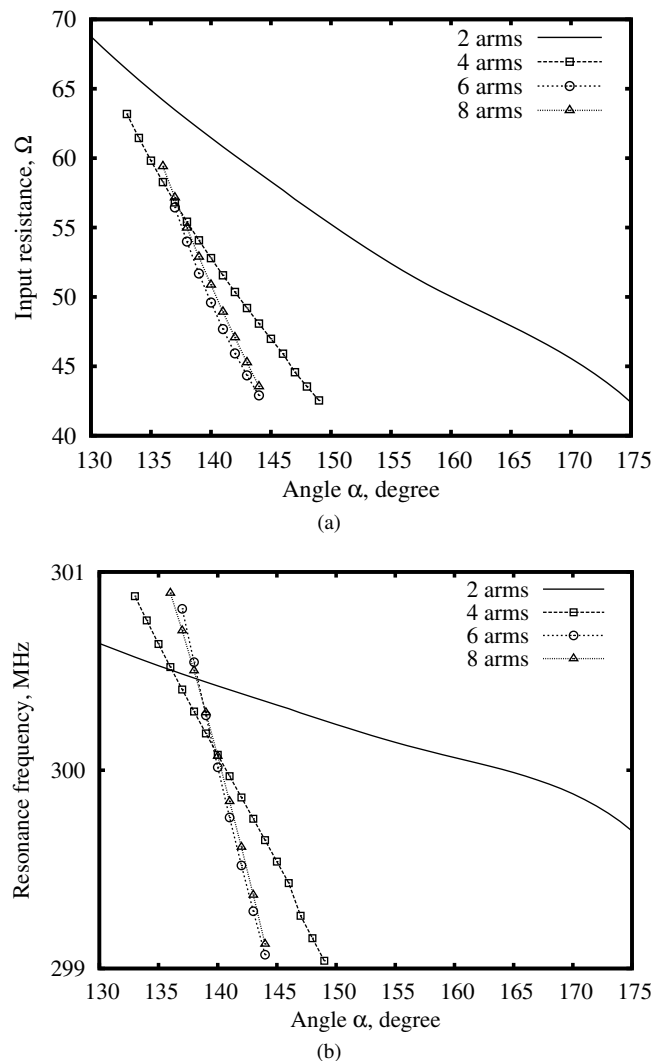 70
65
60
55
50
45
40
Input resistance, Ω
2 arms
4 arms
6 arms
8 arms
130 135 140 145 150 155 160 165 170 175
Angle α, degree
(a)
301
300
299
Resonance frequency, MHz
2 arms
4 arms
6 arms
8 arms
130 135 140 145 150 155 160 165 170 175
Angle α, degree
(b)